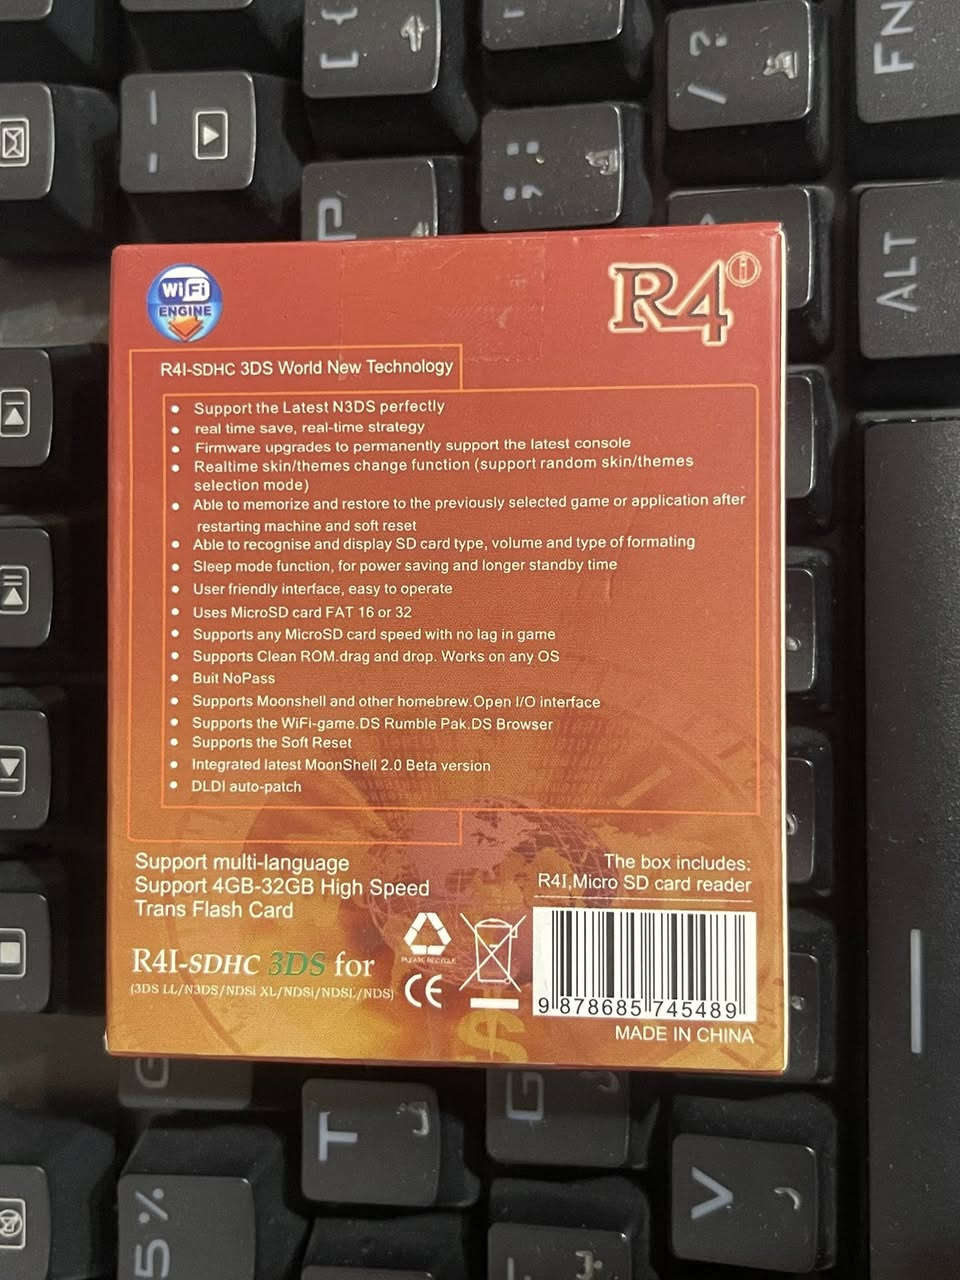 [ {
/ ?
FN
-
P
: ;
ALT
WiFi
ENGINE
R4i
R4I-SDHC 3DS World New Technology
Support the Latest N3DS perfectly
real time save, real-time strategy
Firmware upgrades to permanently support the latest console
Realtime skin/themes change function (support random skin/themes
selection mode)
Able to memorize and restore to the previously selected game or application after
restarting machine and soft reset
Able to recognise and display SD card type, volume and type of formating
Sleep mode function, for power saving and longer standby time
User friendly interface, easy to operate
Uses MicroSD card FAT 16 or 32
Supports any MicroSD card speed with no lag in game
Supports Clean ROM.drag and drop. Works on any OS
Buit NoPass
Supports Moonshell and other homebrew.Open I/O interface
Supports the WiFi-game.DS Rumble Pak.DS Browser
Supports the Soft Reset
Integrated latest MoonShell 2.0 Beta version
DLDI auto-patch
Support multi-language
Support 4GB-32GB High Speed
Trans Flash Card
The box includes:
R4I,Micro SD card reader
R4I-SDHC 3DS for
(3DS LL/N3DS/NDSi XL/NDSi/NDSL/NDS)
PLEASE RECYCLE
CE
9 878685 745489
MADE IN CHINA
$
G
T
V
5 %